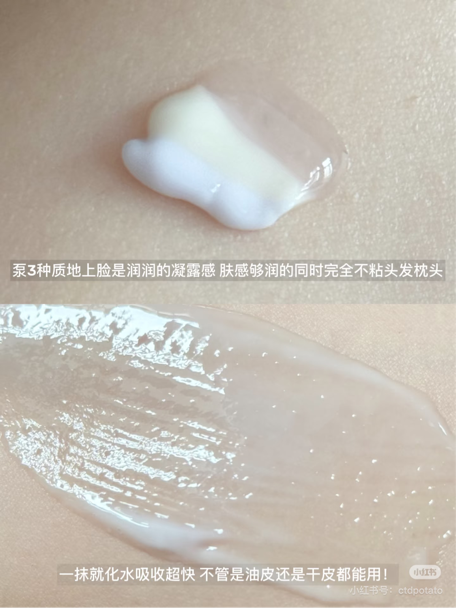 泵3种质地上脸是润润的凝露感 肤感够润的同时完全不粘头发枕头
一抹就化水吸收超快 不管是油皮还是干皮都能用！
小红书
小红书号：ctdpotato